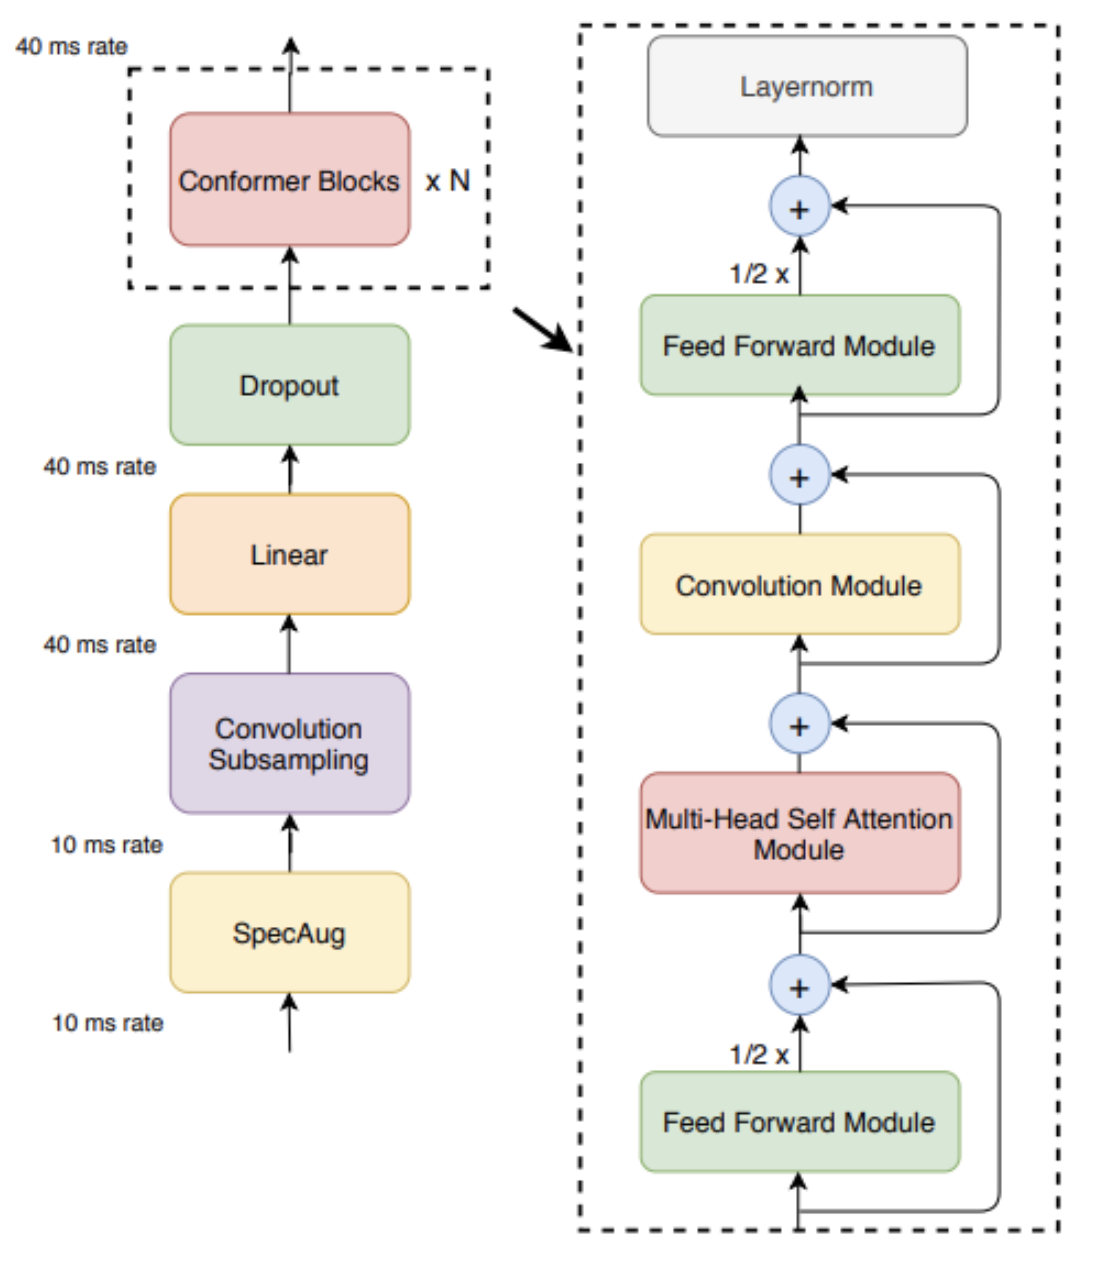 40 ms rate
Conformer Blocks
x N
Dropout
40 ms rate
Linear
40 ms rate
Convolution
Subsampling
10 ms rate
SpecAug
10 ms rate
Layernorm
+
1/2 x
Feed Forward Module
+
Convolution Module
+
Multi-Head Self Attention
Module
+
1/2 x
Feed Forward Module